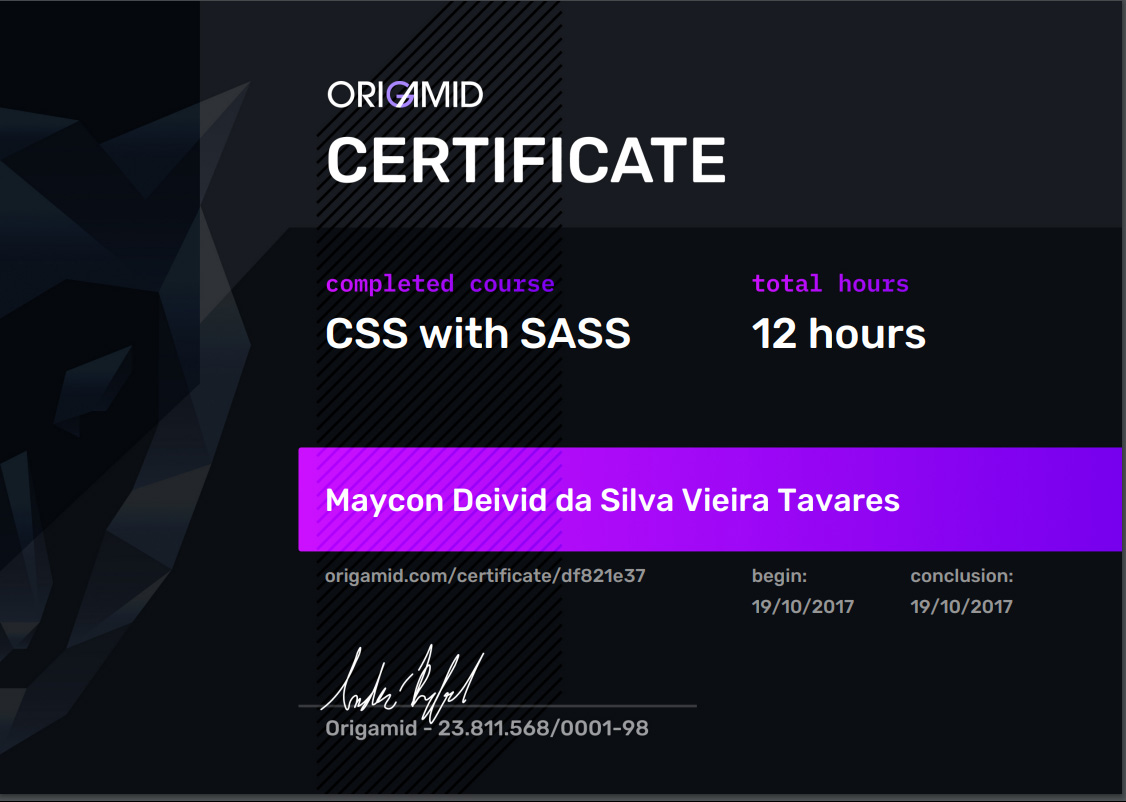 ORIGAMID
CERTIFICATE
completed course
total hours
CSS with SASS
12 hours
Maycon Deivid da Silva Vieira Tavares
origamid.com/certificate/df821e37
begin:
conclusion:
19/10/2017
19/10/2017
Origamid - 23.811.568/0001-98